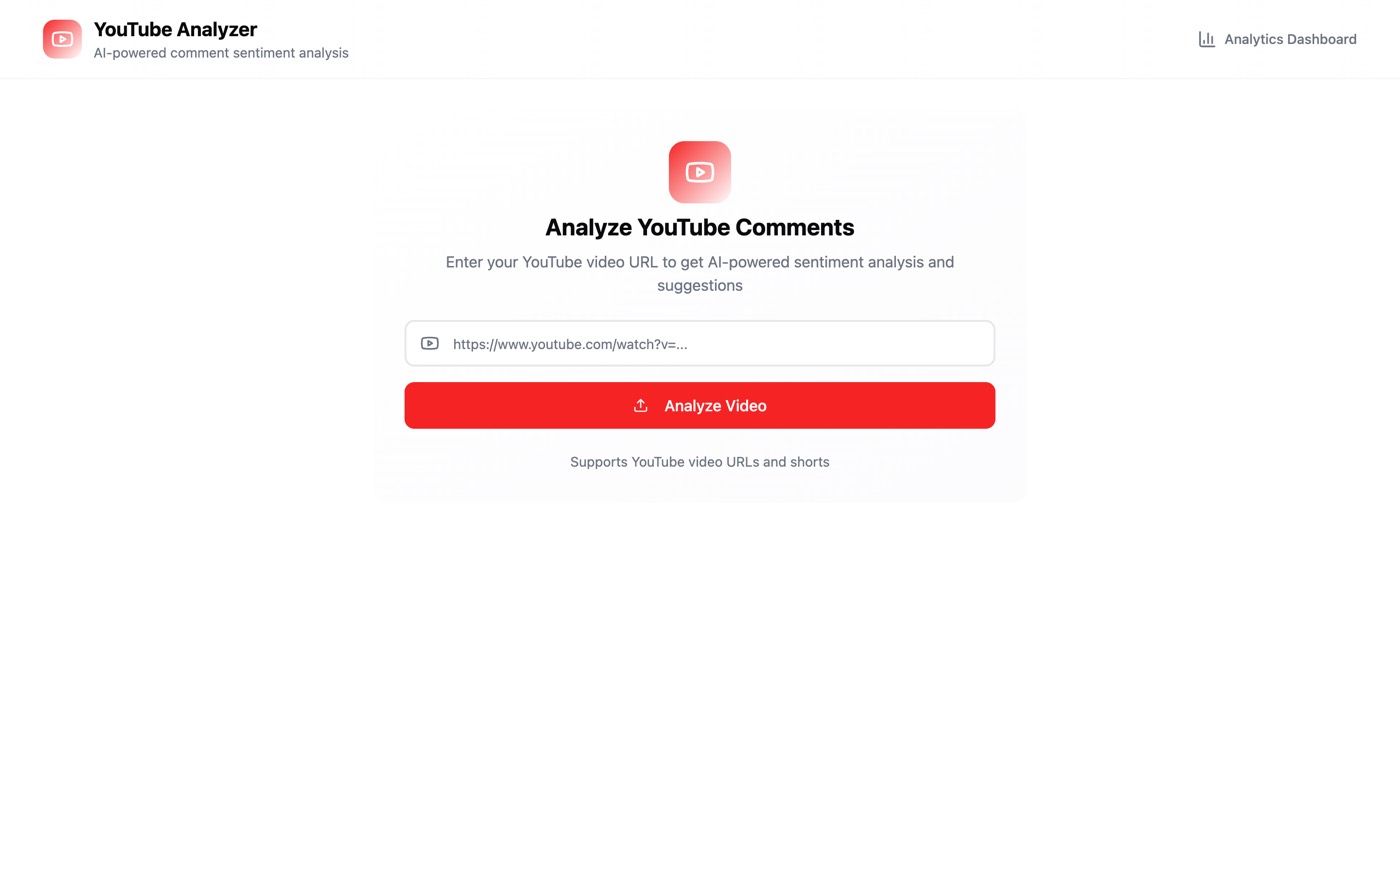 YouTube Analyzer
AI-powered comment sentiment analysis
Analytics Dashboard
Analyze YouTube Comments
Enter your YouTube video URL to get AI-powered sentiment analysis and
suggestions
https://www.youtube.com/watch?v=...
Analyze Video
Supports YouTube video URLs and shorts